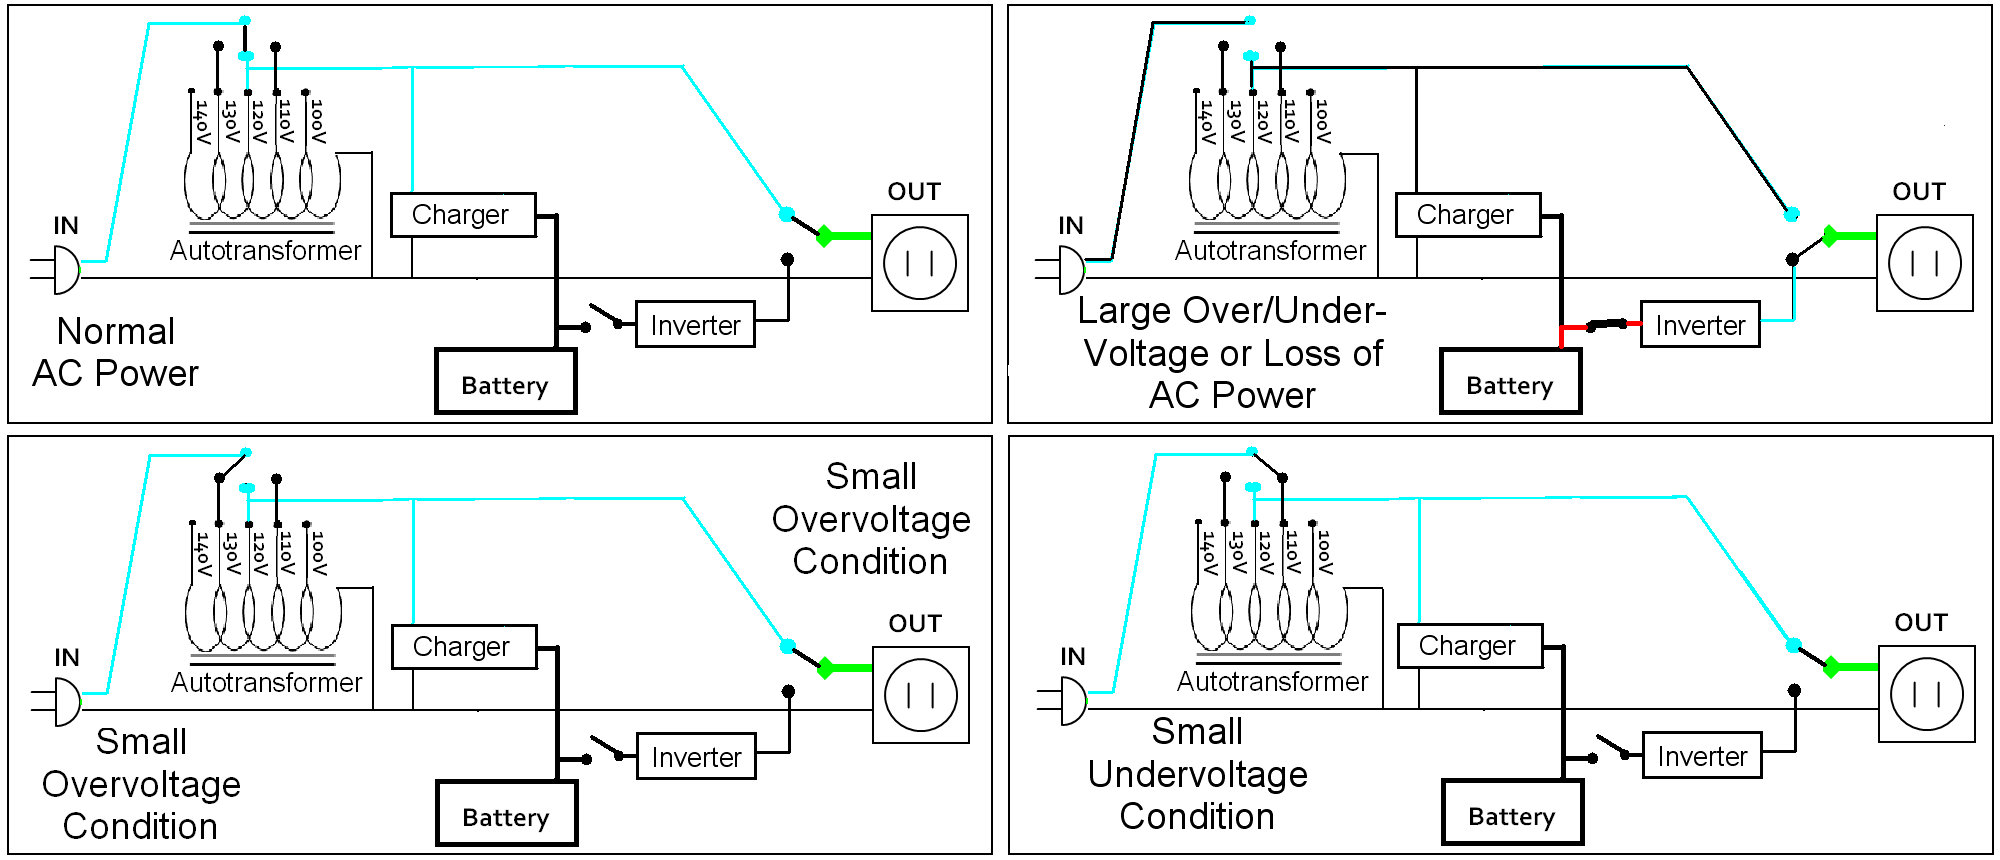 140V
130V
120V
110V
100V
Charger
OUT
IN
Autotransformer
Normal
AC Power
Inverter
Battery
140V
130V
120V
110V
100V
Charger
OUT
IN
Autotransformer
Large Over/Under-
Voltage or Loss of
AC Power
Inverter
Battery
Small
Overvoltage
Condition
140V
130V
120V
110V
100V
Charger
OUT
IN
Autotransformer
Small
Overvoltage
Condition
Inverter
Battery
140V
130V
120V
110V
100V
Charger
OUT
IN
Autotransformer
Small
Undervoltage
Condition
Inverter
Battery